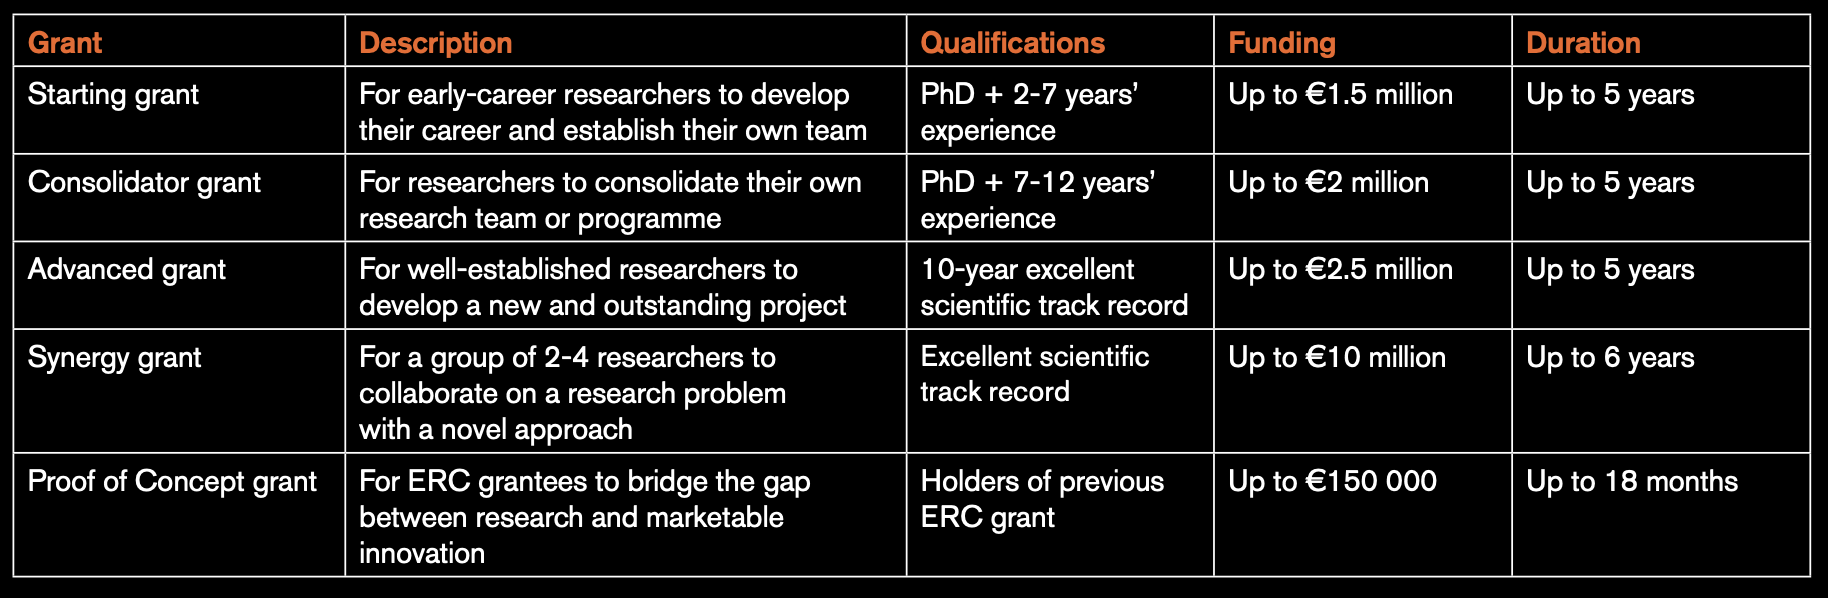 Grant Description Qualifications Funding Duration
Starting grant For early-career researchers to develop PhD + 2-7 years’ Up to €1.5 million Up to 5 years
their career and establish their own team experience
Consolidator grant For researchers to consolidate their own PhD + 7-12 years’ Up to €2 million Up to 5 years
research team or programme experience
Advanced grant For well-established researchers to 10-year excellent Up to €2.5 million Up to 5 years
develop a new and outstanding project scientific track record
Synergy grant For a group of 2-4 researchers to Excellent scientific Up to €10 million Up to 6 years
collaborate on a research problem track record
with a novel approach
Proof of Concept grant For ERC grantees to bridge the gap Holders of previous Up to €150 000 Up to 18 months
between research and marketable ERC grant
innovation